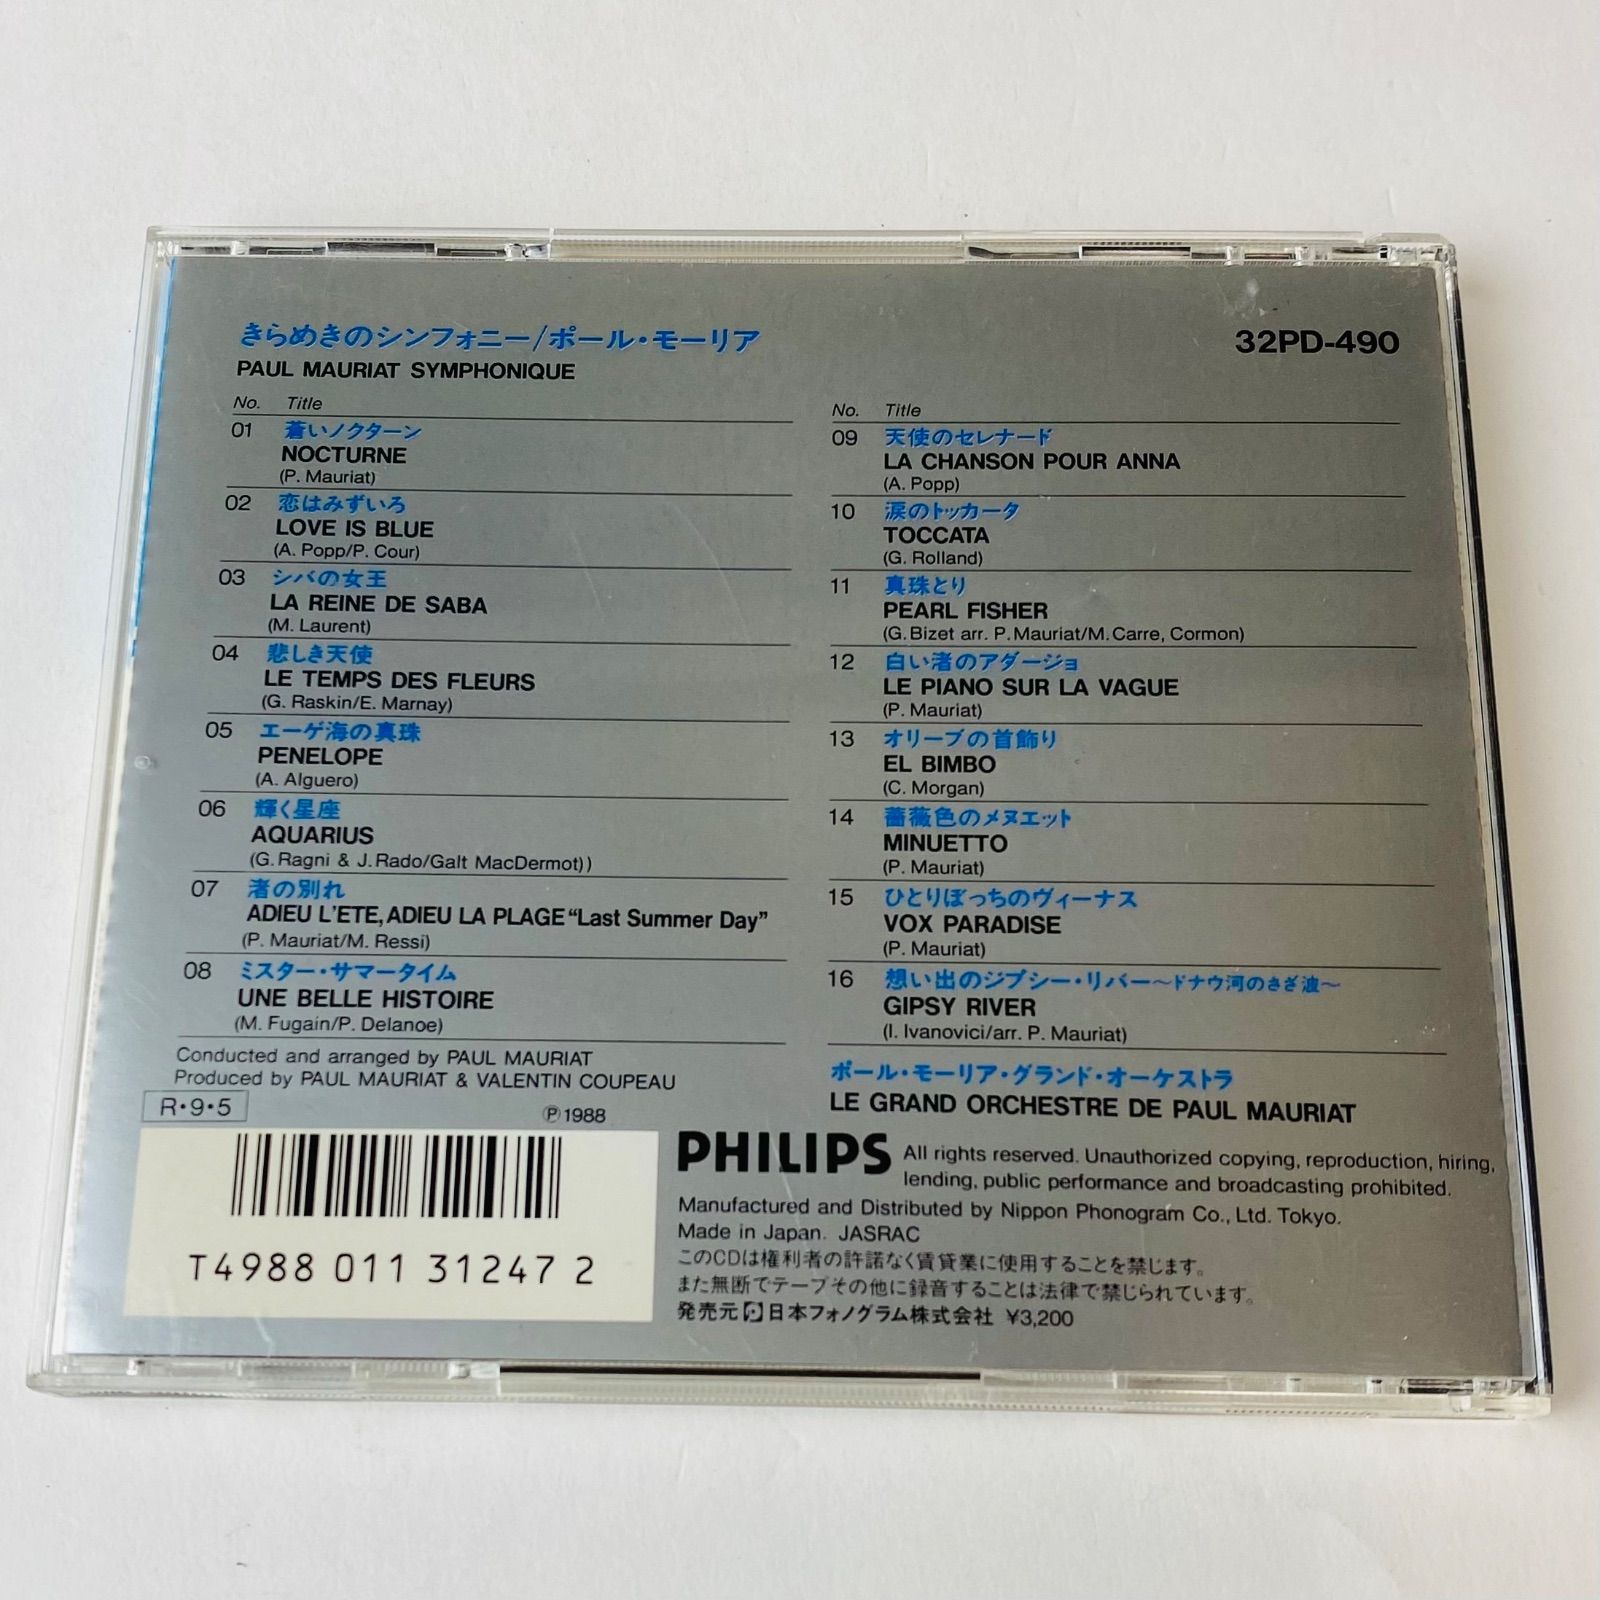 きらめきのシンフォニー/ポール・モーリア
32PD-490
PAUL MAURIAT SYMPHONIQUE
No. Title
01 蒼いノクターン
NOCTURNE
(P. Mauriat)
02 恋はみずいろ
LOVE IS BLUE
(A. Popp/P. Cour)
03 シバの女王
LA REINE DE SABA
(M. Laurent)
04 悲しき天使
LE TEMPS DES FLEURS
(G. Raskin/E. Marnay)
05 エーゲ海の真珠
PENELOPE
(A. Alguero)
06 輝く星座
AQUARIUS
(G. Ragni & J. Rado/Galt MacDermot))
07 渚の別れ
ADIEU L'ETE, ADIEU LA PLAGE “Last Summer Day”
(P. Mauriat/M. Ressi)
08 ミスター・サマータイム
UNE BELLE HISTOIRE
(M. Fugain/P. Delanoe)
No. Title
09 天使のセレナード
LA CHANSON POUR ANNA
(A. Popp)
10 涙のトッカータ
TOCCATA
(G. Rolland)
11 真珠とり
PEARL FISHER
(G. Bizet arr. P. Mauriat/M. Carre, Cormon)
12 白い渚のアダージョ
LE PIANO SUR LA VAGUE
(P. Mauriat)
13 オリーブの首飾り
EL BIMBO
(C. Morgan)
14 薔薇色のメヌエット
MINUETTO
(P. Mauriat)
15 ひとりぼっちのヴィーナス
VOX PARADISE
(P. Mauriat)
16 想い出のジプシー・リバー〜ドナウ河のさざ波〜
GIPSY RIVER
(I. Ivanovici/arr. P. Mauriat)
Conducted and arranged by PAUL MAURIAT
Produced by PAUL MAURIAT & VALENTIN COUPEAU
R・9・5
Ⓟ1988
ポール・モーリア・グランド・オーケストラ
LE GRAND ORCHESTRE DE PAUL MAURIAT
T4988 011 31247 2
PHILIPS
All rights reserved. Unauthorized copying, reproduction, hiring,
lending, public performance and broadcasting prohibited.
Manufactured and Distributed by Nippon Phonogram Co., Ltd. Tokyo.
Made in Japan. JASRAC
このCDは権利者の許諾なく賃貸業に使用することを禁じます。
また無断でテープその他に録音することは法律で禁じられています。
発売元 日本フォノグラム株式会社 ¥3,200